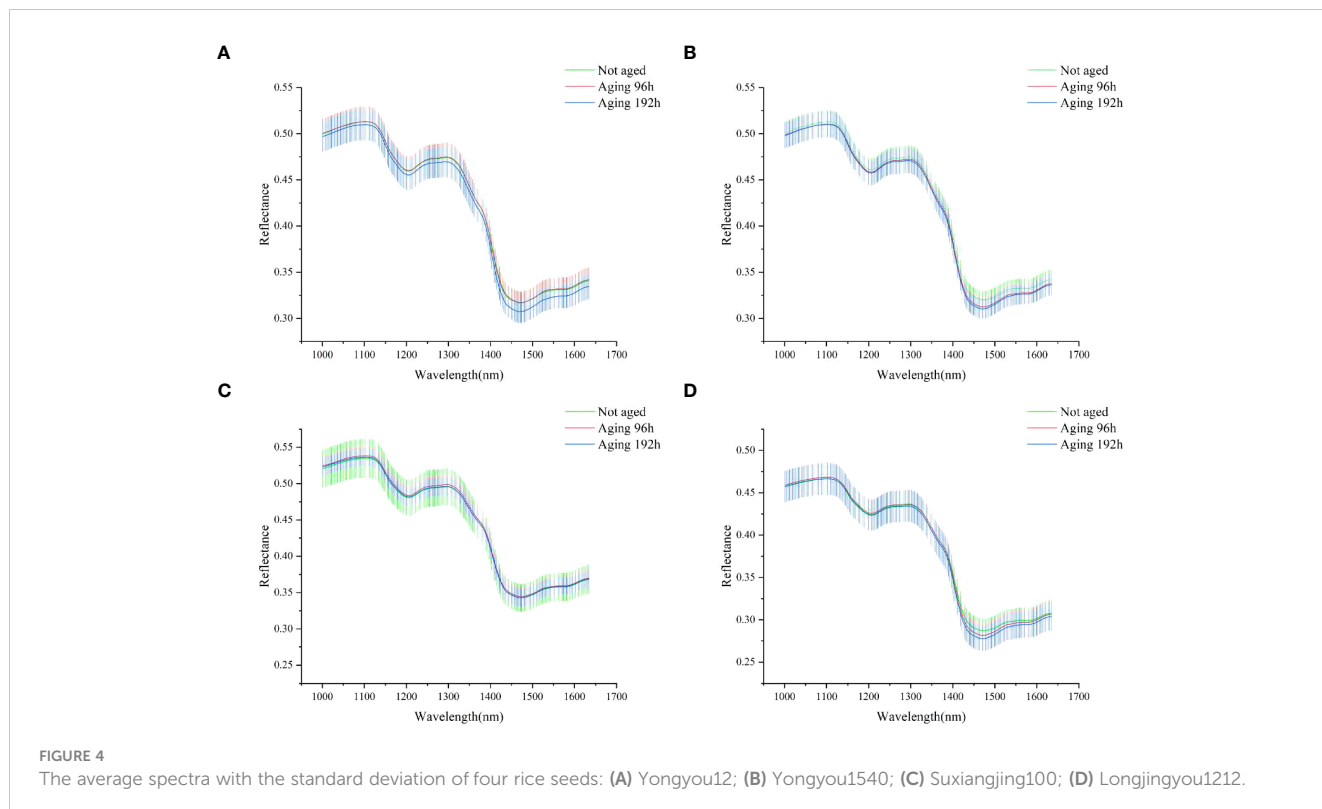 A
Not aged
Aging 96h
Aging 192h
0.55
0.50
0.45
0.40
0.35
0.30
Reflectance
1000 1100 1200 1300 1400 1500 1600 1700
Wavelength(nm)
B
Not aged
Aging 96h
Aging 192h
0.55
0.50
0.45
0.40
0.35
0.30
Reflectance
1000 1100 1200 1300 1400 1500 1600 1700
Wavelength(nm)
C
Not aged
Aging 96h
Aging 192h
0.55
0.50
0.45
0.40
0.35
0.30
0.25
Reflectance
1000 1100 1200 1300 1400 1500 1600 1700
Wavelength(nm)
D
Not aged
Aging 96h
Aging 192h
0.50
0.45
0.40
0.35
0.30
0.25
Reflectance
1000 1100 1200 1300 1400 1500 1600 1700
Wavelength(nm)
FIGURE 4
The average spectra with the standard deviation of four rice seeds: (A) Yongyou12; (B) Yongyou1540; (C) Suxiangjing100; (D) Longjingyou1212.